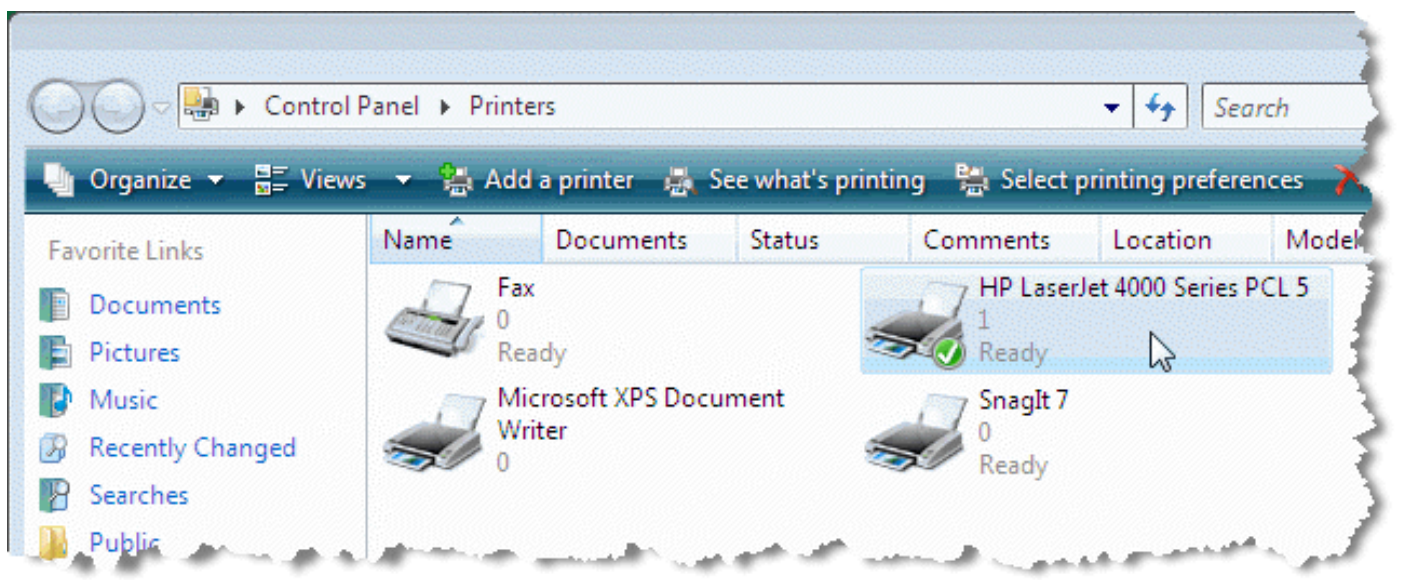 Control Panel Printers Search
Organize Views Add a printer See what's printing Select printing preferences
Favorite Links
Documents
Pictures
Music
Recently Changed
Searches
Public
Name Documents Status Comments Location Model
Fax
0
Ready
HP LaserJet 4000 Series PCL 5
1
Ready
Microsoft XPS Document
Writer
0
SnagIt 7
0
Ready